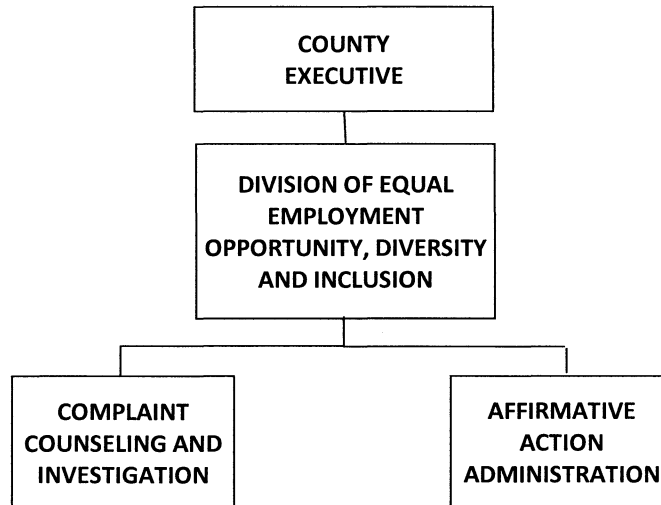 COUNTY
EXECUTIVE
DIVISION OF EQUAL
EMPLOYMENT
OPPORTUNITY, DIVERSITY
AND INCLUSION
COMPLAINT
COUNSELING AND
INVESTIGATION
AFFIRMATIVE
ACTION
ADMINISTRATION